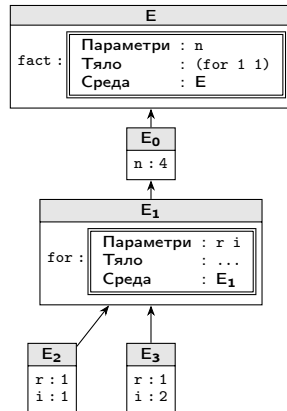 E
fact :
Параметри : n
Тяло : (for 1 1)
Среда : E
E₀
n : 4
E₁
for :
Параметри : r i
Тяло : ...
Среда : E₁
E₂
r : 1
i : 1
E₃
r : 1
i : 2